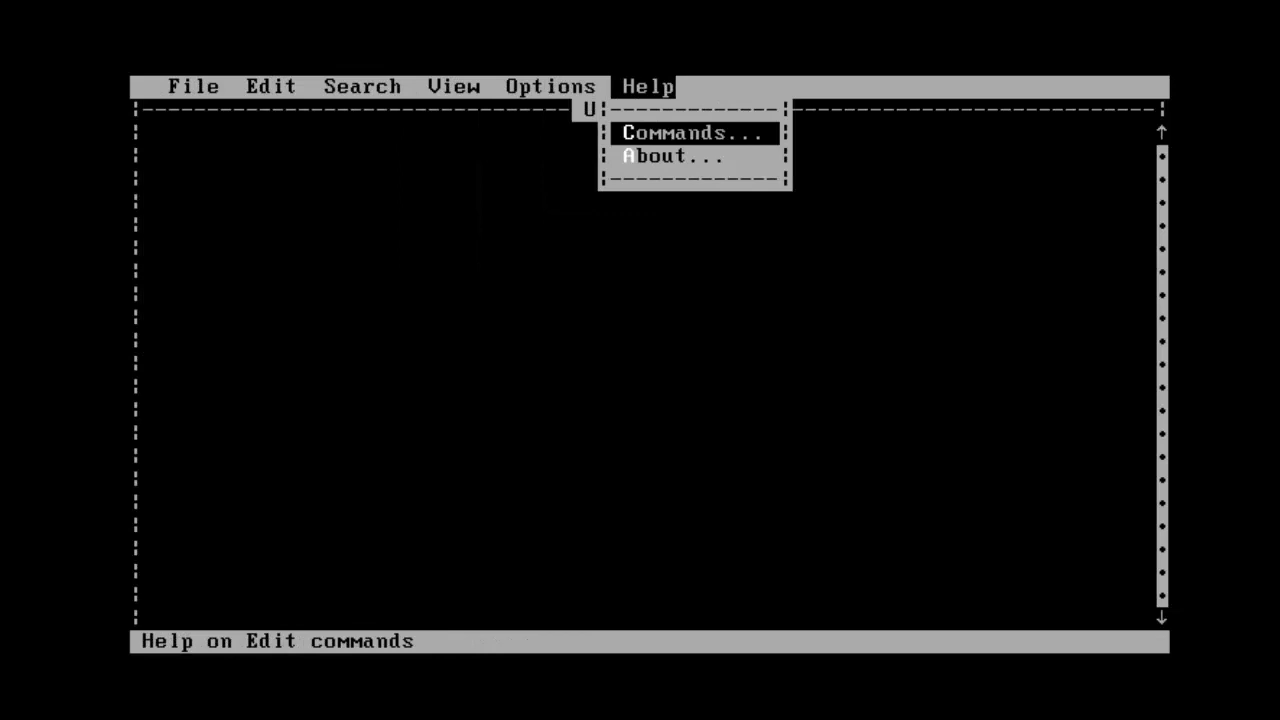 File Edit Search View Options Help
U
Commands...
About...
Help on Edit commands